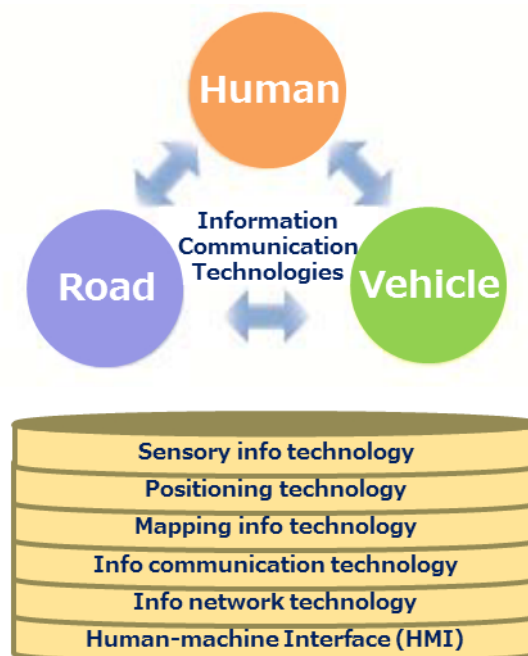 Human
Information
Communication
Technologies
Road
Vehicle
Sensory info technology
Positioning technology
Mapping info technology
Info communication technology
Info network technology
Human-machine Interface (HMI)